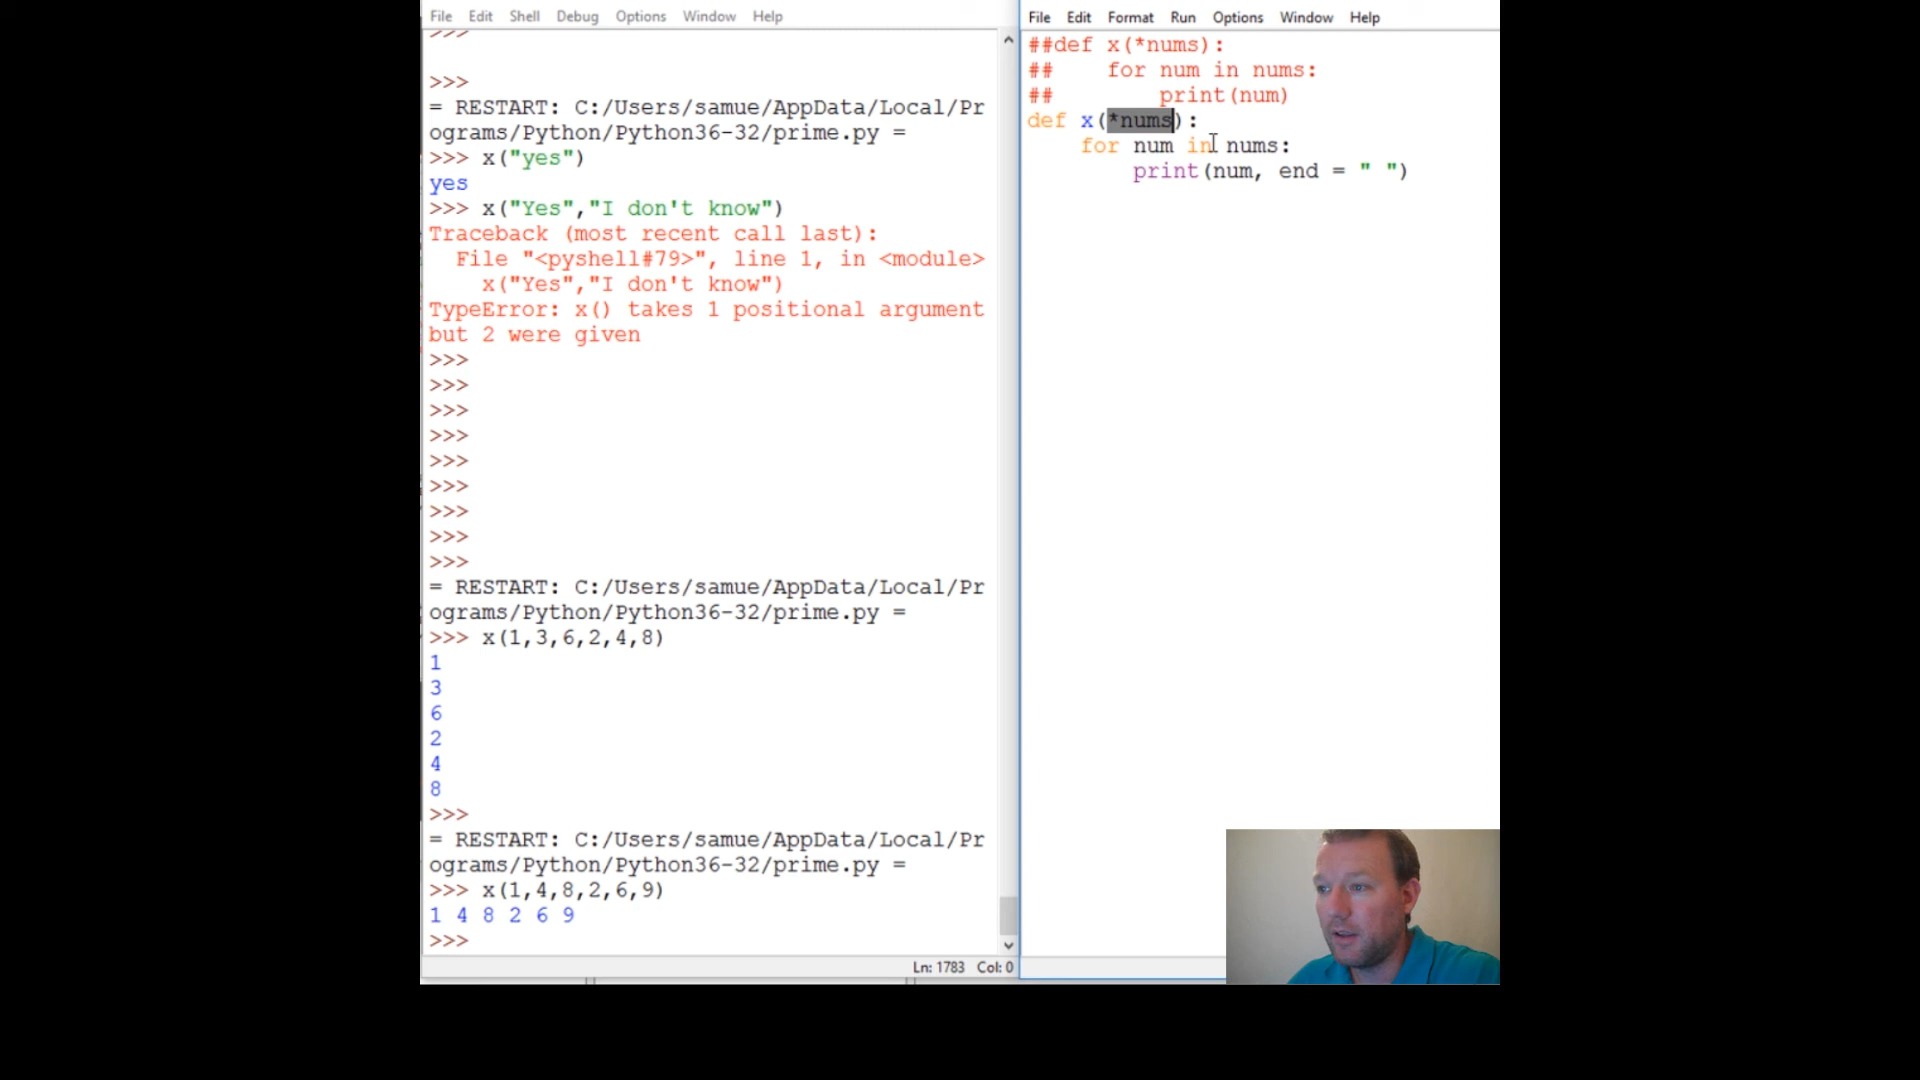 File Edit Shell Debug Options Window Help
>>>
>>>
= RESTART: C:/Users/samue/AppData/Local/Pr
ograms/Python/Python36-32/prime.py =
>>> x("yes")
yes
>>> x("Yes","I don't know")
Traceback (most recent call last):
  File "<pyshell#79>", line 1, in <module>
    x("Yes","I don't know")
TypeError: x() takes 1 positional argument
but 2 were given
>>>
>>>
>>>
>>>
>>>
>>>
>>>
>>>
>>>
= RESTART: C:/Users/samue/AppData/Local/Pr
ograms/Python/Python36-32/prime.py =
>>> x(1,3,6,2,4,8)
1
3
6
2
4
8
>>>
= RESTART: C:/Users/samue/AppData/Local/Pr
ograms/Python/Python36-32/prime.py =
>>> x(1,4,8,2,6,9)
1 4 8 2 6 9
>>>
Ln: 1783 Col: 0
File Edit Format Run Options Window Help
##def x(*nums):
##    for num in nums:
##        print(num)
def x(*nums):
    for num in nums:
        print(num, end = " ")